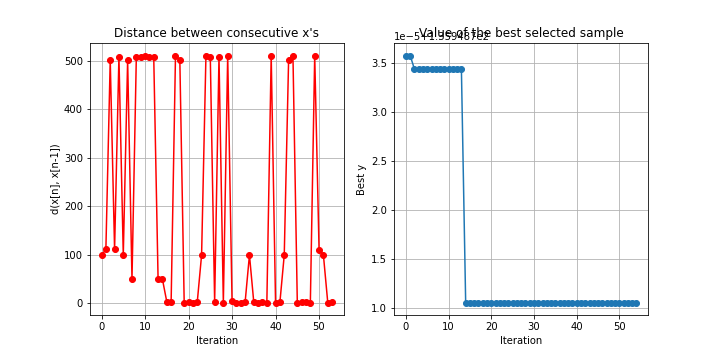 Distance between consecutive x's
d(x[n], x[n-1])
500
400
300
200
100
0
0 10 20 30 40 50
Iteration
Value of the best selected sample
1e−5+1.959487e2
Best y
3.5
3.0
2.5
2.0
1.5
1.0
0 10 20 30 40 50
Iteration